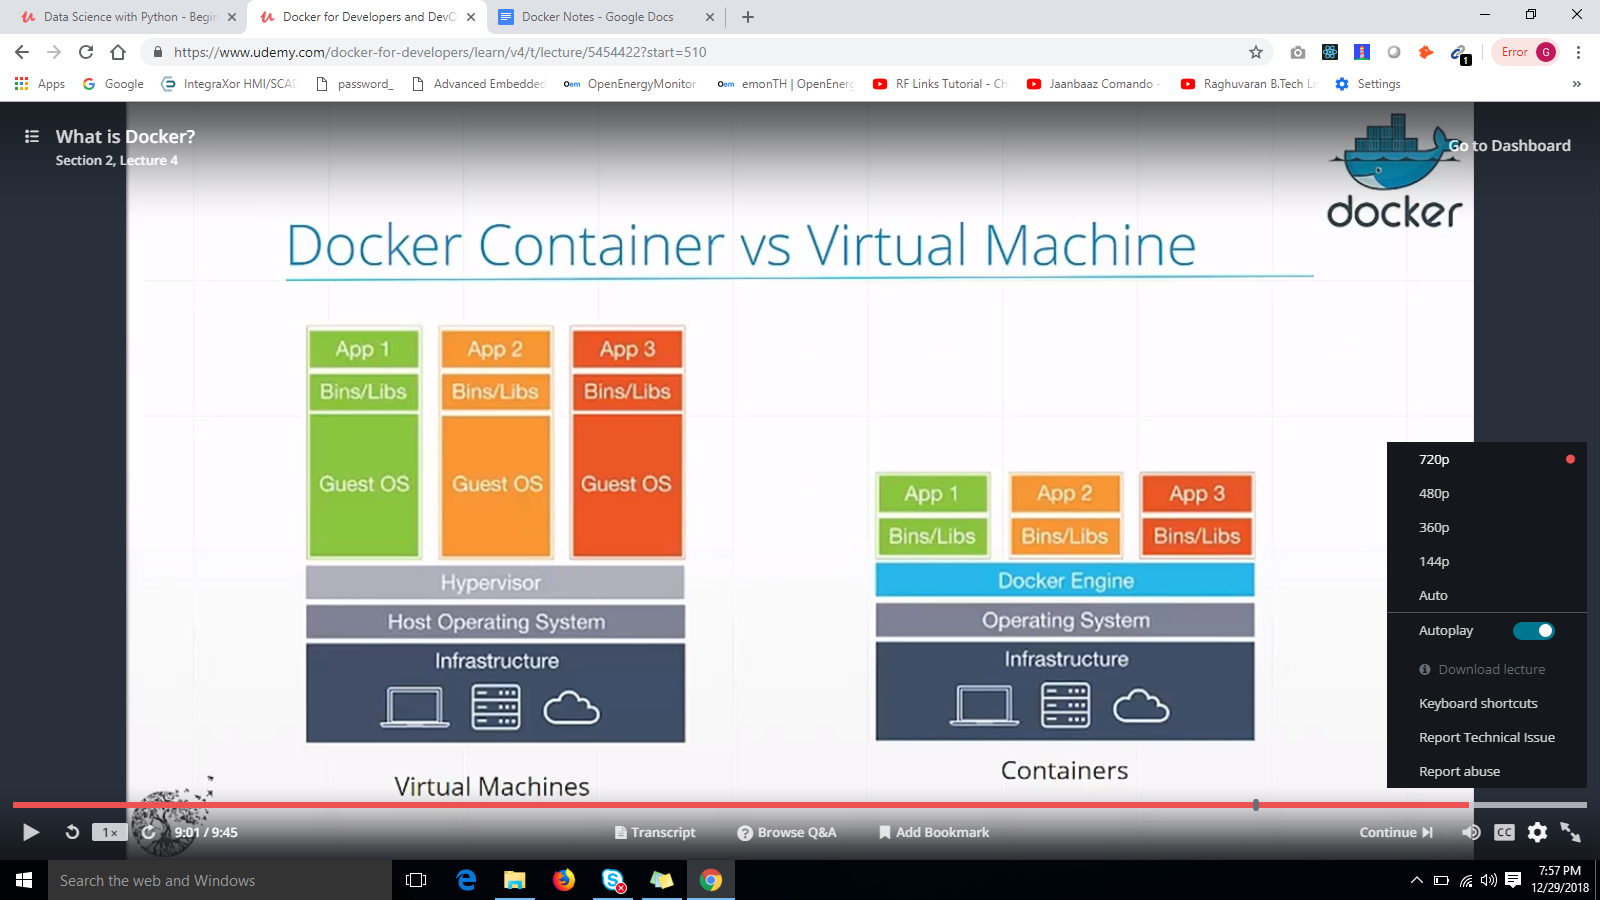 Data Science with Python - Begin
Docker for Developers and DevO
Docker Notes - Google Docs
https://www.udemy.com/docker-for-developers/learn/v4/t/lecture/5454422?start=510
1
Error
G
Apps
Google
IntegraXor HMI/SCAD
password_
Advanced Embedded
OpenEnergyMonitor
emonTH | OpenEnerg
RF Links Tutorial - Ch
Jaanbaaz Comando -
Raghuvaran B.Tech La
Settings
»
What is Docker?
Section 2, Lecture 4
Go to Dashboard
docker
Docker Container vs Virtual Machine
App 1
App 2
App 3
Bins/Libs
Bins/Libs
Bins/Libs
Guest OS
Guest OS
Guest OS
Hypervisor
Host Operating System
Infrastructure
Virtual Machines
App 1
App 2
App 3
Bins/Libs
Bins/Libs
Bins/Libs
Docker Engine
Operating System
Infrastructure
Containers
720p
480p
360p
144p
Auto
Autoplay
Download lecture
Keyboard shortcuts
Report Technical Issue
Report abuse
1×
9:01 / 9:45
Transcript
Browse Q&A
Add Bookmark
Continue
CC
Search the web and Windows
7:57 PM
12/29/2018